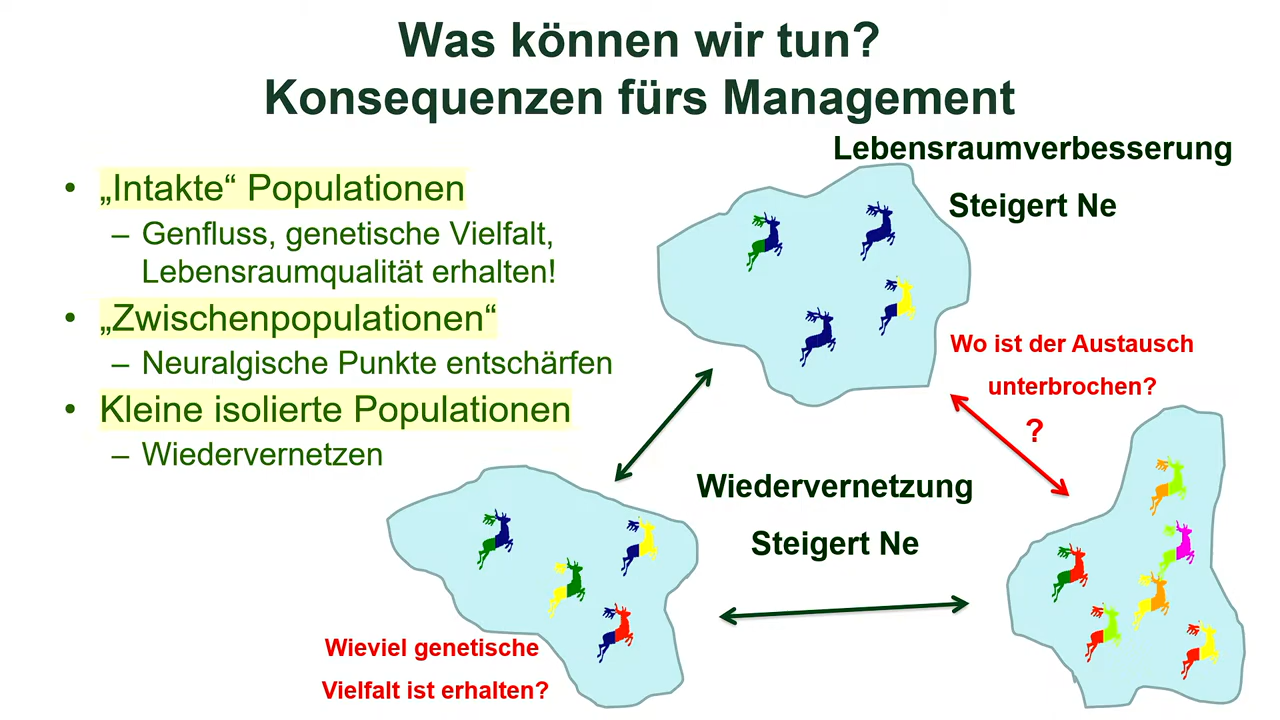 Was können wir tun?
Konsequenzen fürs Management
• „Intakte“ Populationen
– Genfluss, genetische Vielfalt,
Lebensraumqualität erhalten!
• „Zwischenpopulationen“
– Neuralgische Punkte entschärfen
• Kleine isolierte Populationen
– Wiedervernetzen
Lebensraumverbesserung
Steigert Ne
Wo ist der Austausch
unterbrochen?
?
Wiedervernetzung
Steigert Ne
Wieviel genetische
Vielfalt ist erhalten?